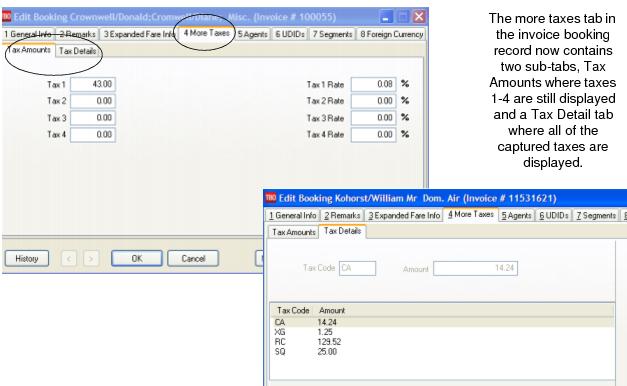 TBO Edit Booking Crownwell/Donald;Cromwell/Diane, Misc. (Invoice # 100055)
1 General Info 2 Remarks 3 Expanded Fare Info 4 More Taxes 5 Agents 6 UDIDs 7 Segments 8 Foreign Currency
Tax Amounts Tax Details
Tax 1 43.00 Tax 1 Rate 0.08 %
Tax 2 0.00 Tax 2 Rate 0.00 %
Tax 3 0.00 Tax 3 Rate 0.00 %
Tax 4 0.00 Tax 4 Rate 0.00 %
History < > OK Cancel
The more taxes tab in
the invoice booking
record now contains
two sub-tabs, Tax
Amounts where taxes
1-4 are still displayed
and a Tax Detail tab
where all of the
captured taxes are
displayed.
TBO Edit Booking Kohorst/William Mr Dom. Air (Invoice # 11531621)
1 General Info 2 Remarks 3 Expanded Fare Info 4 More Taxes 5 Agents 6 UDIDs 7 Segments
Tax Amounts Tax Details
Tax Code CA Amount 14.24
Tax Code Amount
CA 14.24
XG 1.25
RC 129.52
SQ 25.00